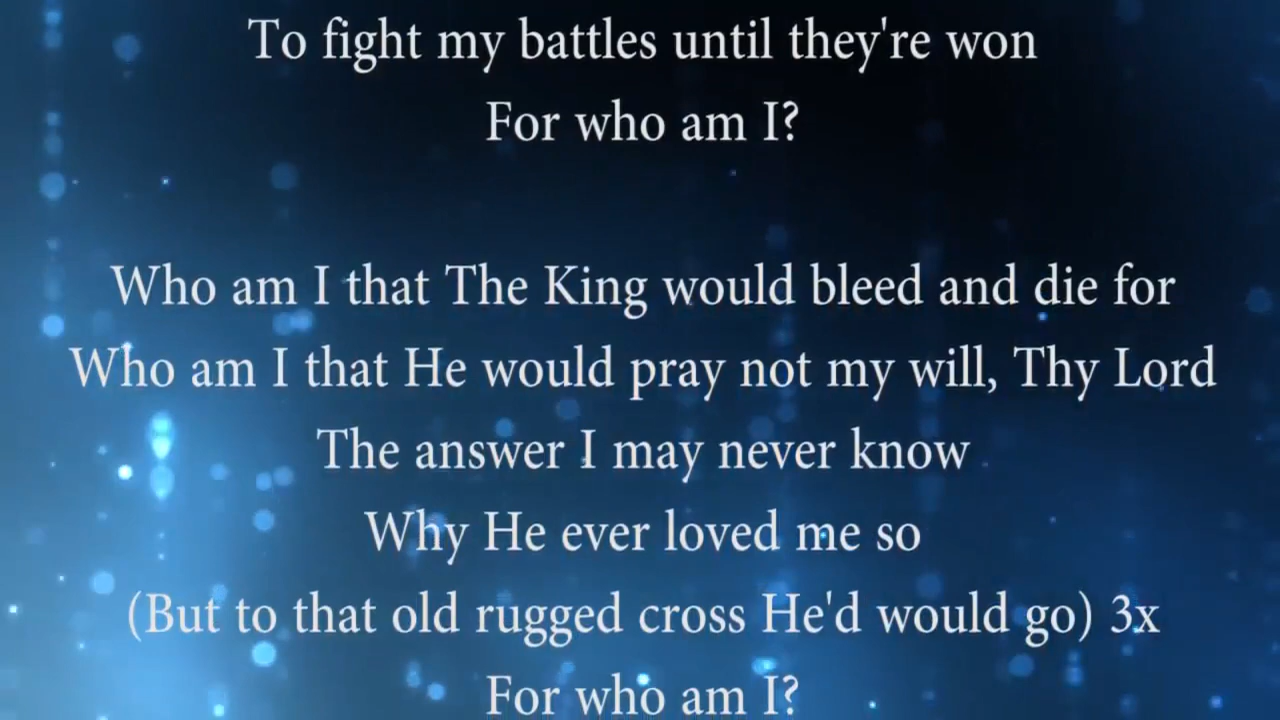 To fight my battles until they're won
For who am I?
Who am I that The King would bleed and die for
Who am I that He would pray not my will, Thy Lord
The answer I may never know
Why He ever loved me so
(But to that old rugged cross He'd would go) 3x
For who am I?